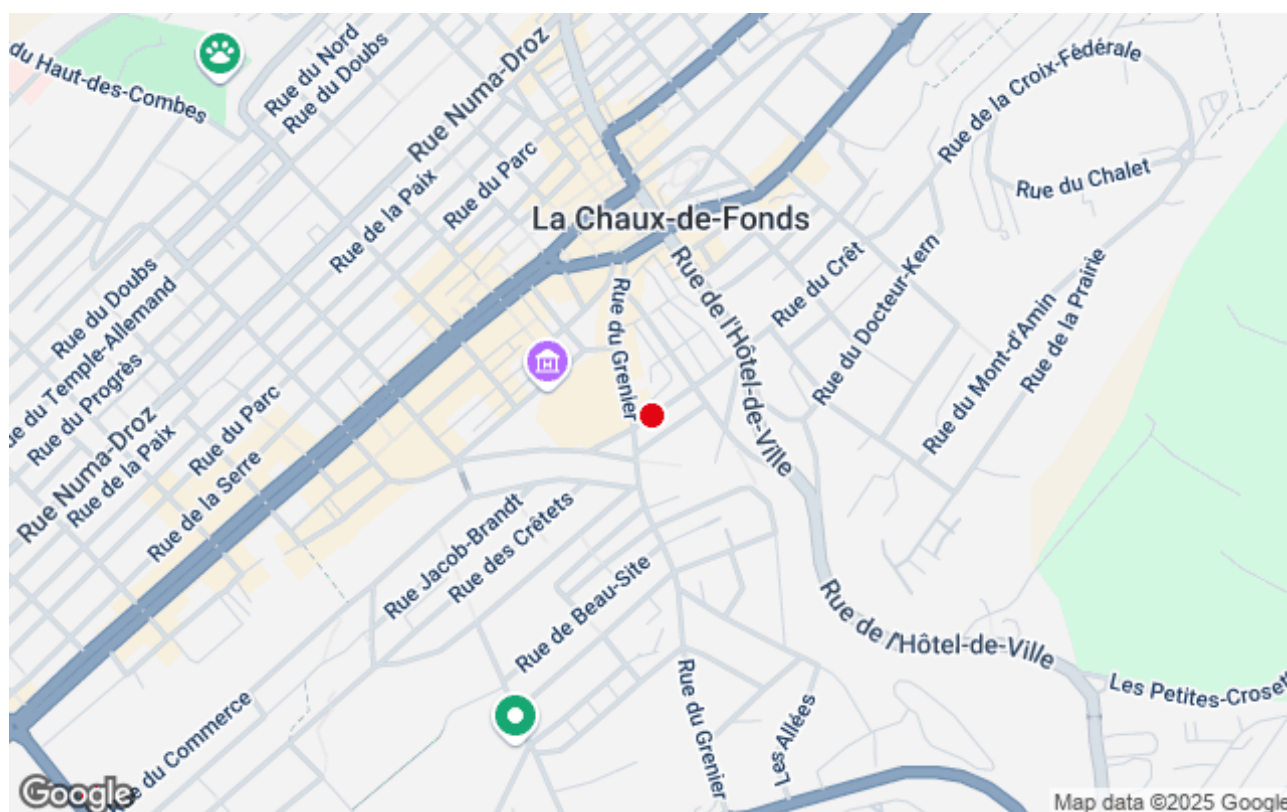 du Haut-des-Combes
Rue du Nord
Rue du Doubs
Rue Numa-Droz
Rue de la Croix-Fédérale
Rue du Parc
Rue du Chalet
Rue de la Paix
La Chaux-de-Fonds
Rue du Doubs
Rue du Temple-Allemand
Rue du Progrès
Rue Numa-Droz
Rue de la Paix
Rue du Parc
Rue de la Serre
Rue du Grenier
Rue de l'Hôtel-de-Ville
Rue du Crêt
Rue du Docteur-Kern
Rue du Mont-d'Amin
Rue de la Prairie
Rue Jacob-Brandt
Rue des Crêtets
Rue de Beau-Site
Rue de l'Hôtel-de-Ville
Les Petites-Croset
Rue du Grenier
Les Allées
Rue du Commerce
Google
Map data ©2025 Google